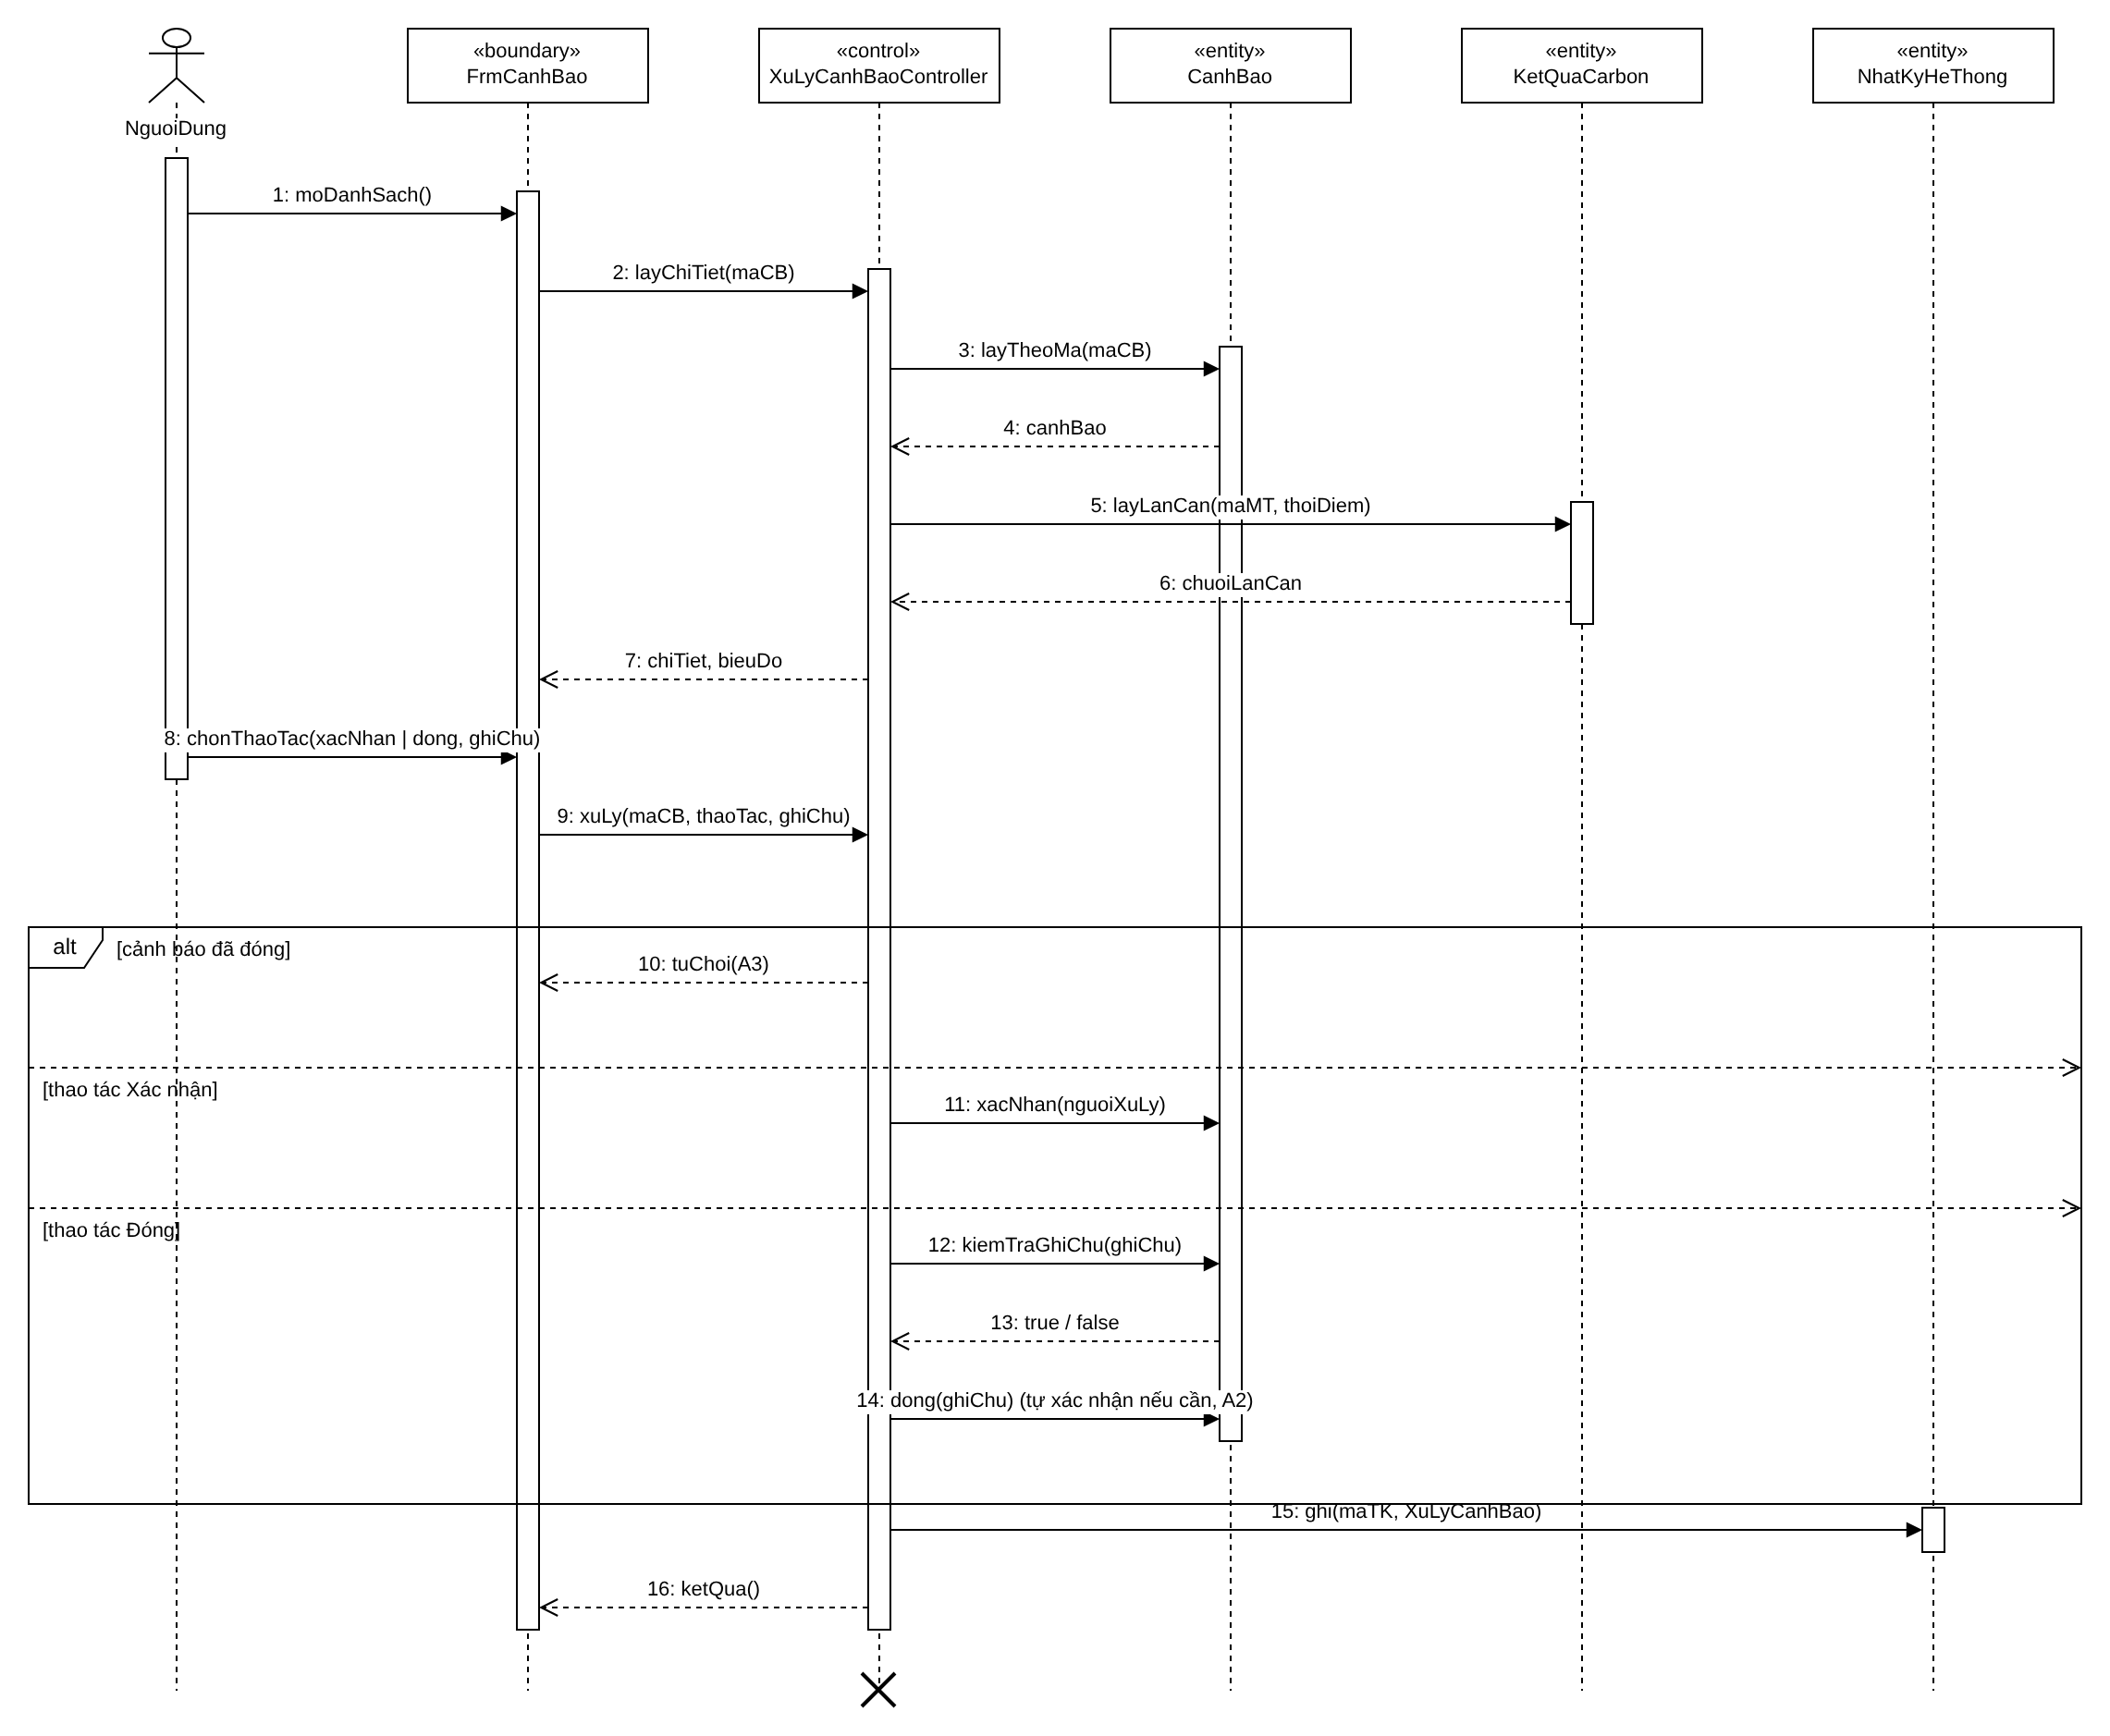 «boundary»
FrmCanhBao
«control»
XuLyCanhBaoController
«entity»
CanhBao
«entity»
KetQuaCarbon
«entity»
NhatKyHeThong
NguoiDung
1: moDanhSach()
2: layChiTiet(maCB)
3: layTheoMa(maCB)
4: canhBao
5: layLanCan(maMT, thoiDiem)
6: chuoiLanCan
7: chiTiet, bieuDo
8: chonThaoTac(xacNhan | dong, ghiChu)
9: xuLy(maCB, thaoTac, ghiChu)
alt
[cảnh báo đã đóng]
10: tuChoi(A3)
[thao tác Xác nhận]
11: xacNhan(nguoiXuLy)
[thao tác Đóng]
12: kiemTraGhiChu(ghiChu)
13: true / false
14: dong(ghiChu) (tự xác nhận nếu cần, A2)
15: ghi(maTK, XuLyCanhBao)
16: ketQua()